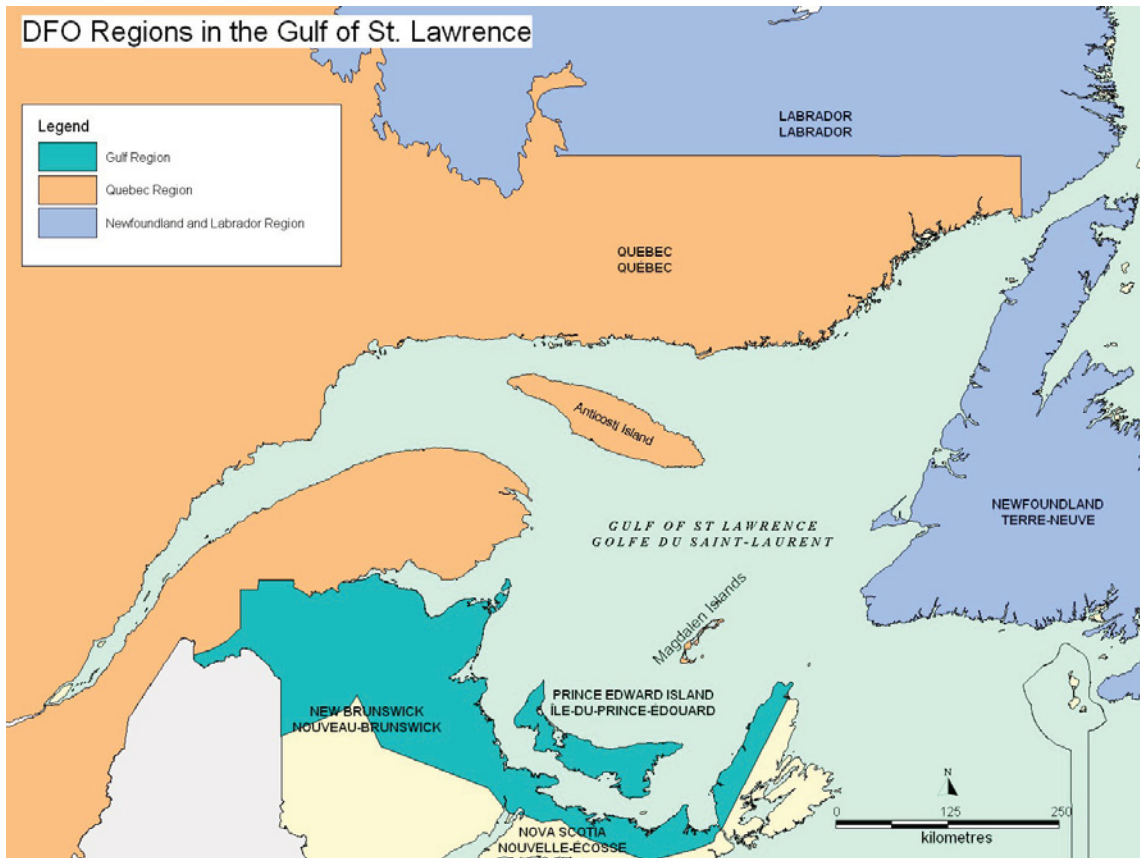 DFO Regions in the Gulf of St. Lawrence
Legend
Gulf Region
Quebec Region
Newfoundland and Labrador Region
LABRADOR
LABRADOR
QUEBEC
QUÉBEC
Anticosti Island
NEWFOUNDLAND
TERRE-NEUVE
GULF OF ST LAWRENCE
GOLFE DU SAINT-LAURENT
Magdalen Islands
PRINCE EDWARD ISLAND
ÎLE-DU-PRINCE-ÉDOUARD
NEW BRUNSWICK
NOUVEAU-BRUNSWICK
NOVA SCOTIA
NOUVELLE-ÉCOSSE
N
0 125 250
kilometres